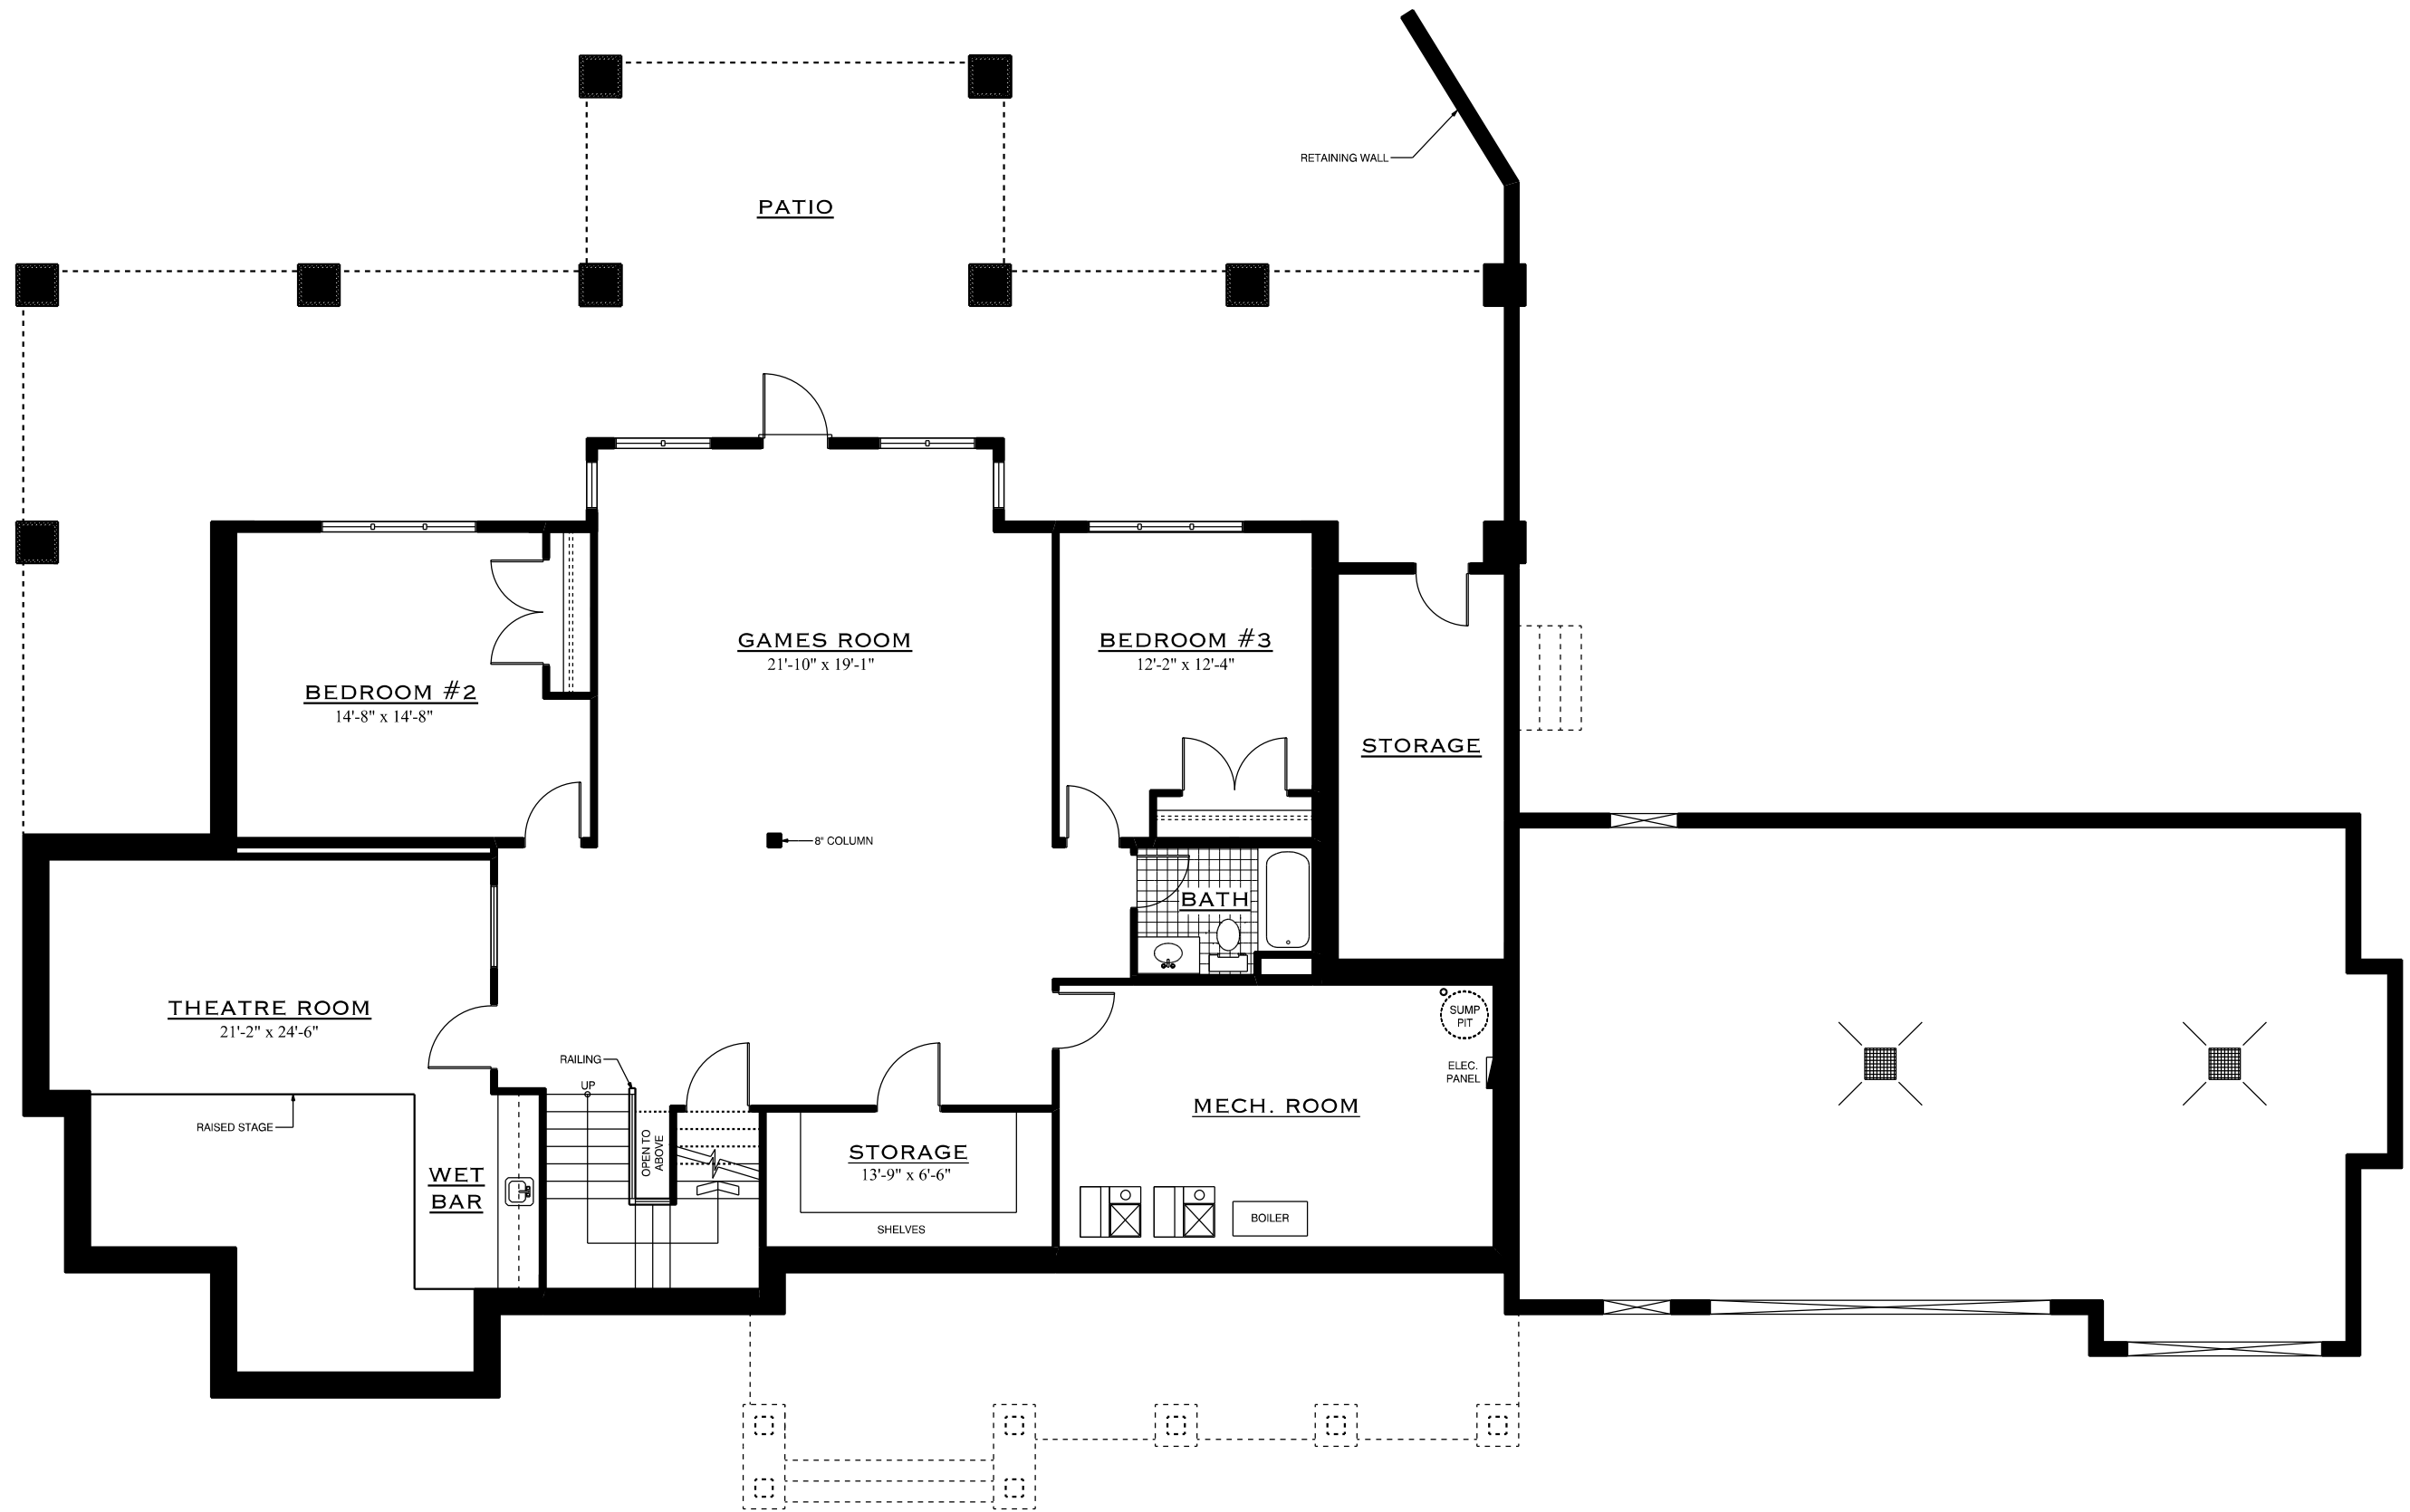 RETAINING WALL
PATIO
GAMES ROOM
21'-10" x 19'-1"
BEDROOM #3
12'-2" x 12'-4"
BEDROOM #2
14'-8" x 14'-8"
STORAGE
8" COLUMN
BATH
THEATRE ROOM
21'-2" x 24'-6"
SUMP
PIT
ELEC.
PANEL
RAILING
UP
RAISED STAGE
OPEN TO
ABOVE
MECH. ROOM
STORAGE
13'-9" x 6'-6"
WET
BAR
SHELVES
BOILER